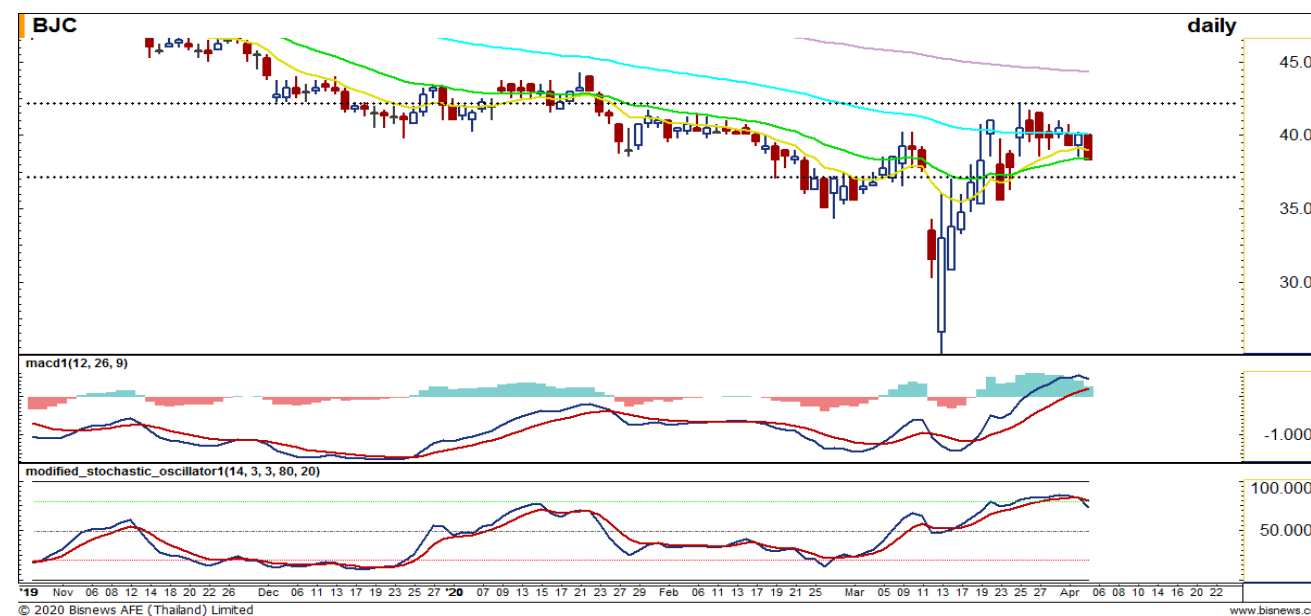 BJC daily
45.0
40.0
35.0
30.0
macd1(12, 26, 9)
-1.000
modified_stochastic_oscillator1(14, 3, 3, 80, 20)
100.000
50.000
'19 Nov 06 08 12 14 18 20 22 26 Dec 06 11 13 17 19 23 25 27 '20 07 09 13 15 17 21 23 27 29 Feb 06 11 13 17 19 21 25 Mar 05 09 11 13 17 19 23 25 27 Apr 06 08 10 14 16 20 22
© 2020 Bisnews AFE (Thailand) Limited www.bisnews.c